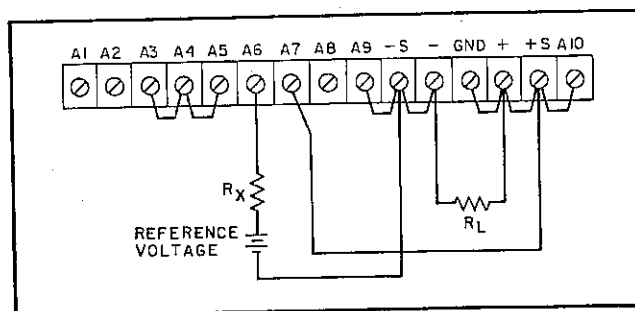 A1 A2 A3 A4 A5 A6 A7 A8 A9 -S - GND + +S A10
RX
REFERENCE
VOLTAGE
RL